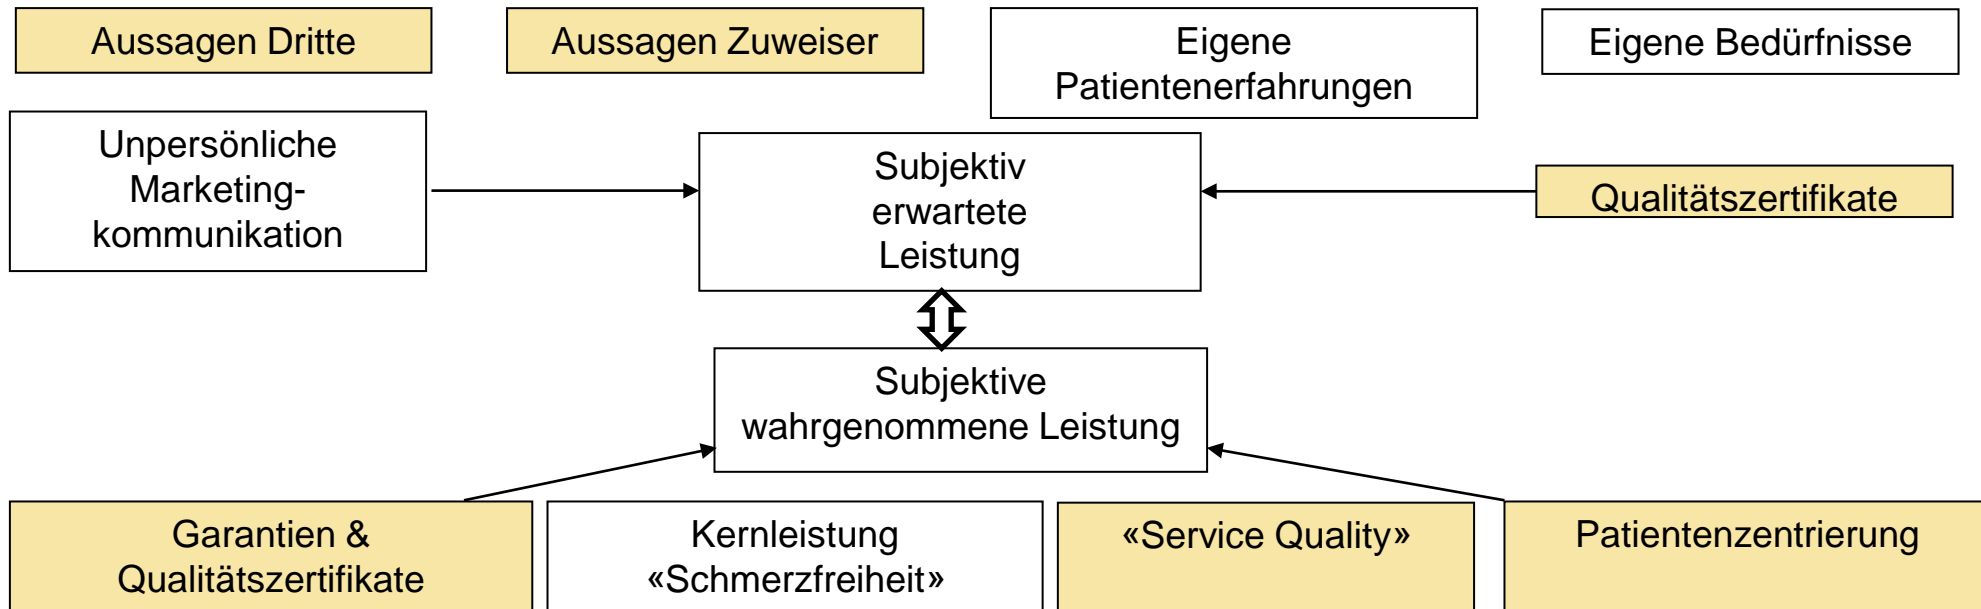 Aussagen Dritte
Aussagen Zuweiser
Eigene
Patientenerfahrungen
Eigene Bedürfnisse
Unpersönliche
Marketing-
kommunikation
Subjektiv
erwartete
Leistung
Qualitätszertifikate
Subjektive
wahrgenommene Leistung
Garantien &
Qualitätszertifikate
Kernleistung
«Schmerzfreiheit»
«Service Quality»
Patientenzentrierung